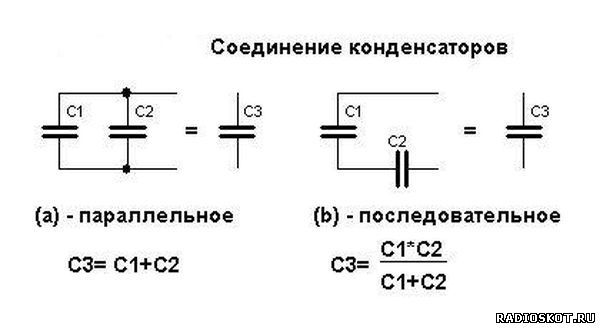 Соединение конденсаторов
C1 C2 = C3
C1 C2 = C3
(a) - параллельное
(b) - последовательное
C3= C1+C2
C3= C1*C2
C1+C2
RADIOSKOT.RU